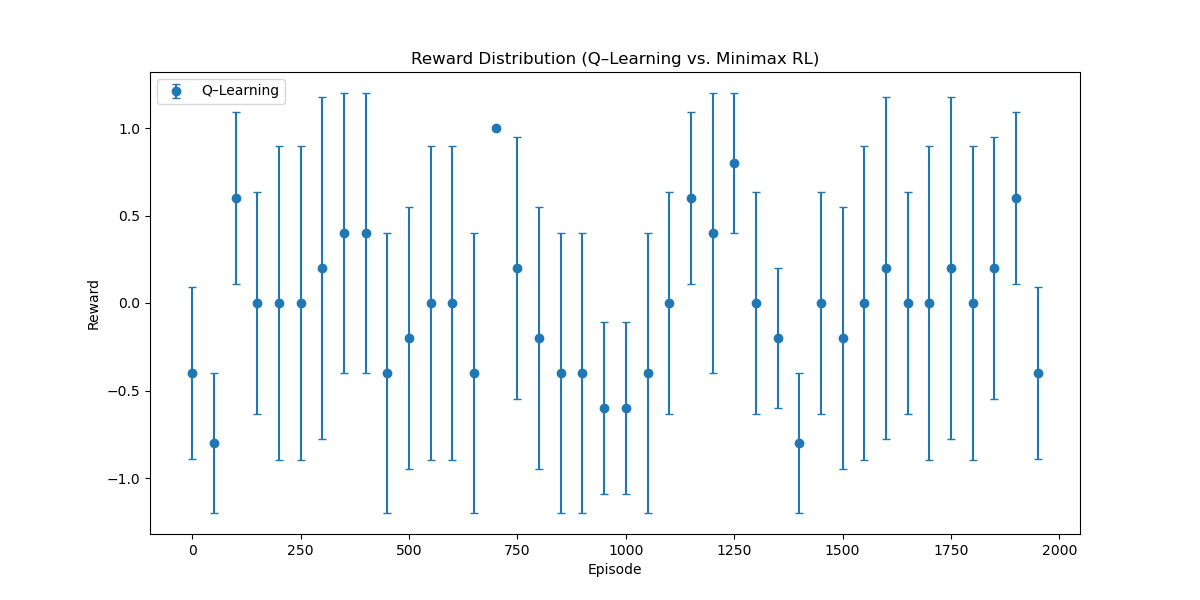 Reward Distribution (Q–Learning vs. Minimax RL)
Q–Learning
1.0
0.5
0.0
−0.5
−1.0
Reward
0 250 500 750 1000 1250 1500 1750 2000
Episode